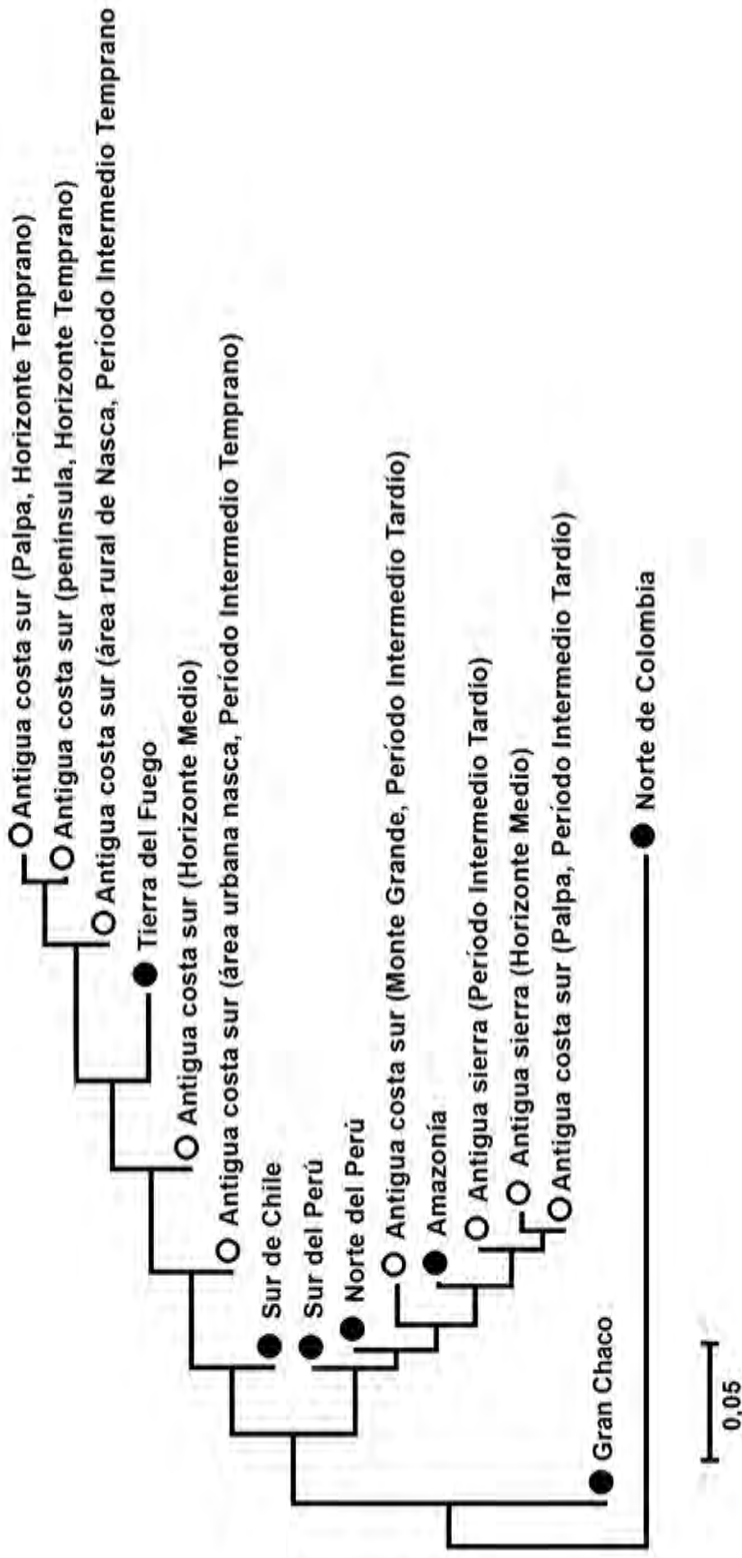 Antigua costa sur (Palpa, Horizonte Temprano)
Antigua costa sur (península, Horizonte Temprano)
Antigua costa sur (área rural de Nasca, Período Intermedio Temprano
Tierra del Fuego
Antigua costa sur (Horizonte Medio)
Antigua costa sur (área urbana nasca, Período Intermedio Temprano)
Sur de Chile
Sur del Perú
Norte del Perú
Antigua costa sur (Monte Grande, Período Intermedio Tardío)
Amazonía
Antigua sierra (Período Intermedio Tardío)
Antigua sierra (Horizonte Medio)
Antigua costa sur (Palpa, Período Intermedio Tardío)
Gran Chaco
Norte de Colombia
0,05